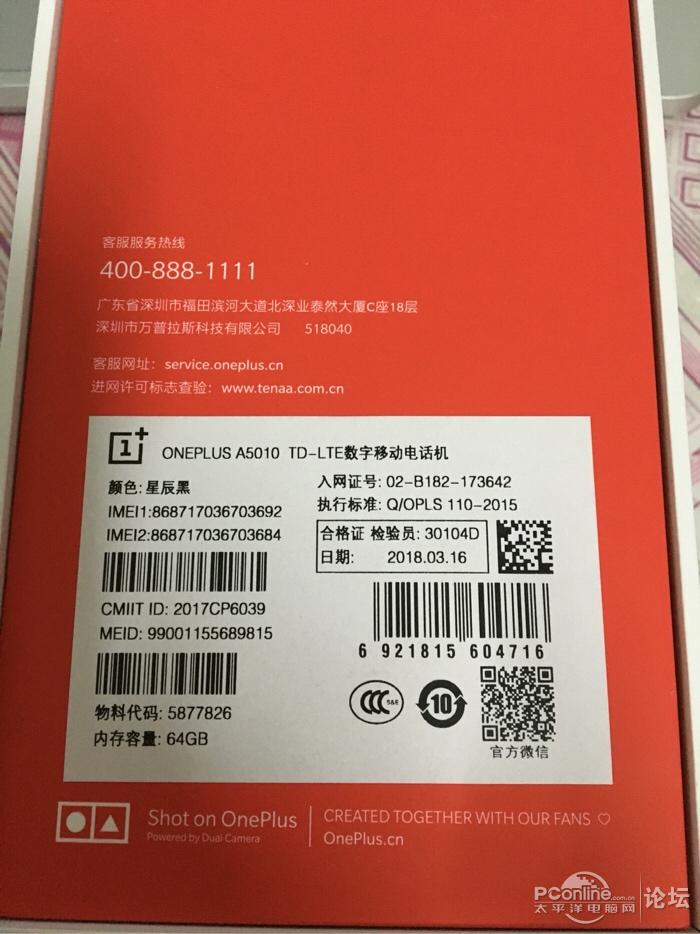 客服服务热线
400-888-1111
广东省深圳市福田滨河大道北深业泰然大厦C座18层
深圳市万普拉斯科技有限公司 518040
客服网址: service.oneplus.cn
进网许可标志查验: www.tenaa.com.cn
1+ ONEPLUS A5010 TD-LTE数字移动电话机
颜色: 星辰黑
IMEI1:868717036703692
IMEI2:868717036703684
CMIIT ID: 2017CP6039
MEID: 99001155689815
物料代码: 5877826
内存容量: 64GB
入网证号: 02-B182-173642
执行标准: Q/OPLS 110-2015
合格证 检验员: 30104D
日期: 2018.03.16
6 921815 604716
CCC S&E
10
官方微信
Shot on OnePlus
Powered by Dual Camera
CREATED TOGETHER WITH OUR FANS
OnePlus.cn
PConline.com.cn
太平洋电脑网
论坛